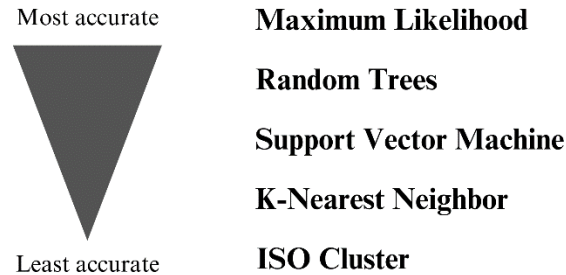 Most accurate
Maximum Likelihood
Random Trees
Support Vector Machine
K-Nearest Neighbor
Least accurate
ISO Cluster